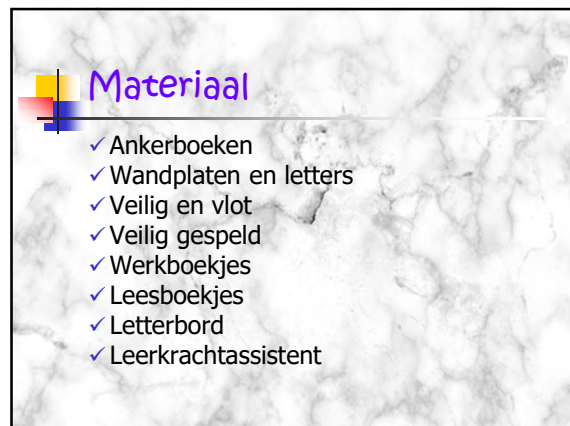 Materiaal
✓ Ankerboeken
✓ Wandplaten en letters
✓ Veilig en vlot
✓ Veilig gespeld
✓ Werkboekjes
✓ Leesboekjes
✓ Letterbord
✓ Leerkrachtassistent